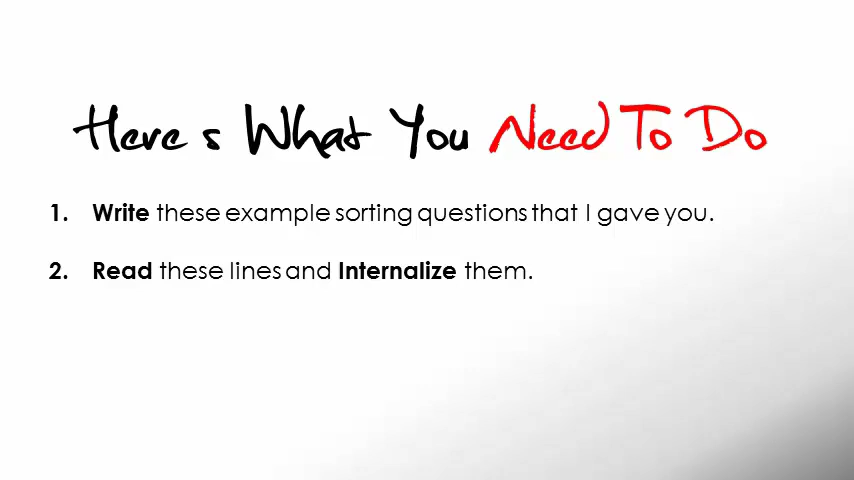 Here s What You Need To Do
1. Write these example sorting questions that I gave you.
2. Read these lines and Internalize them.